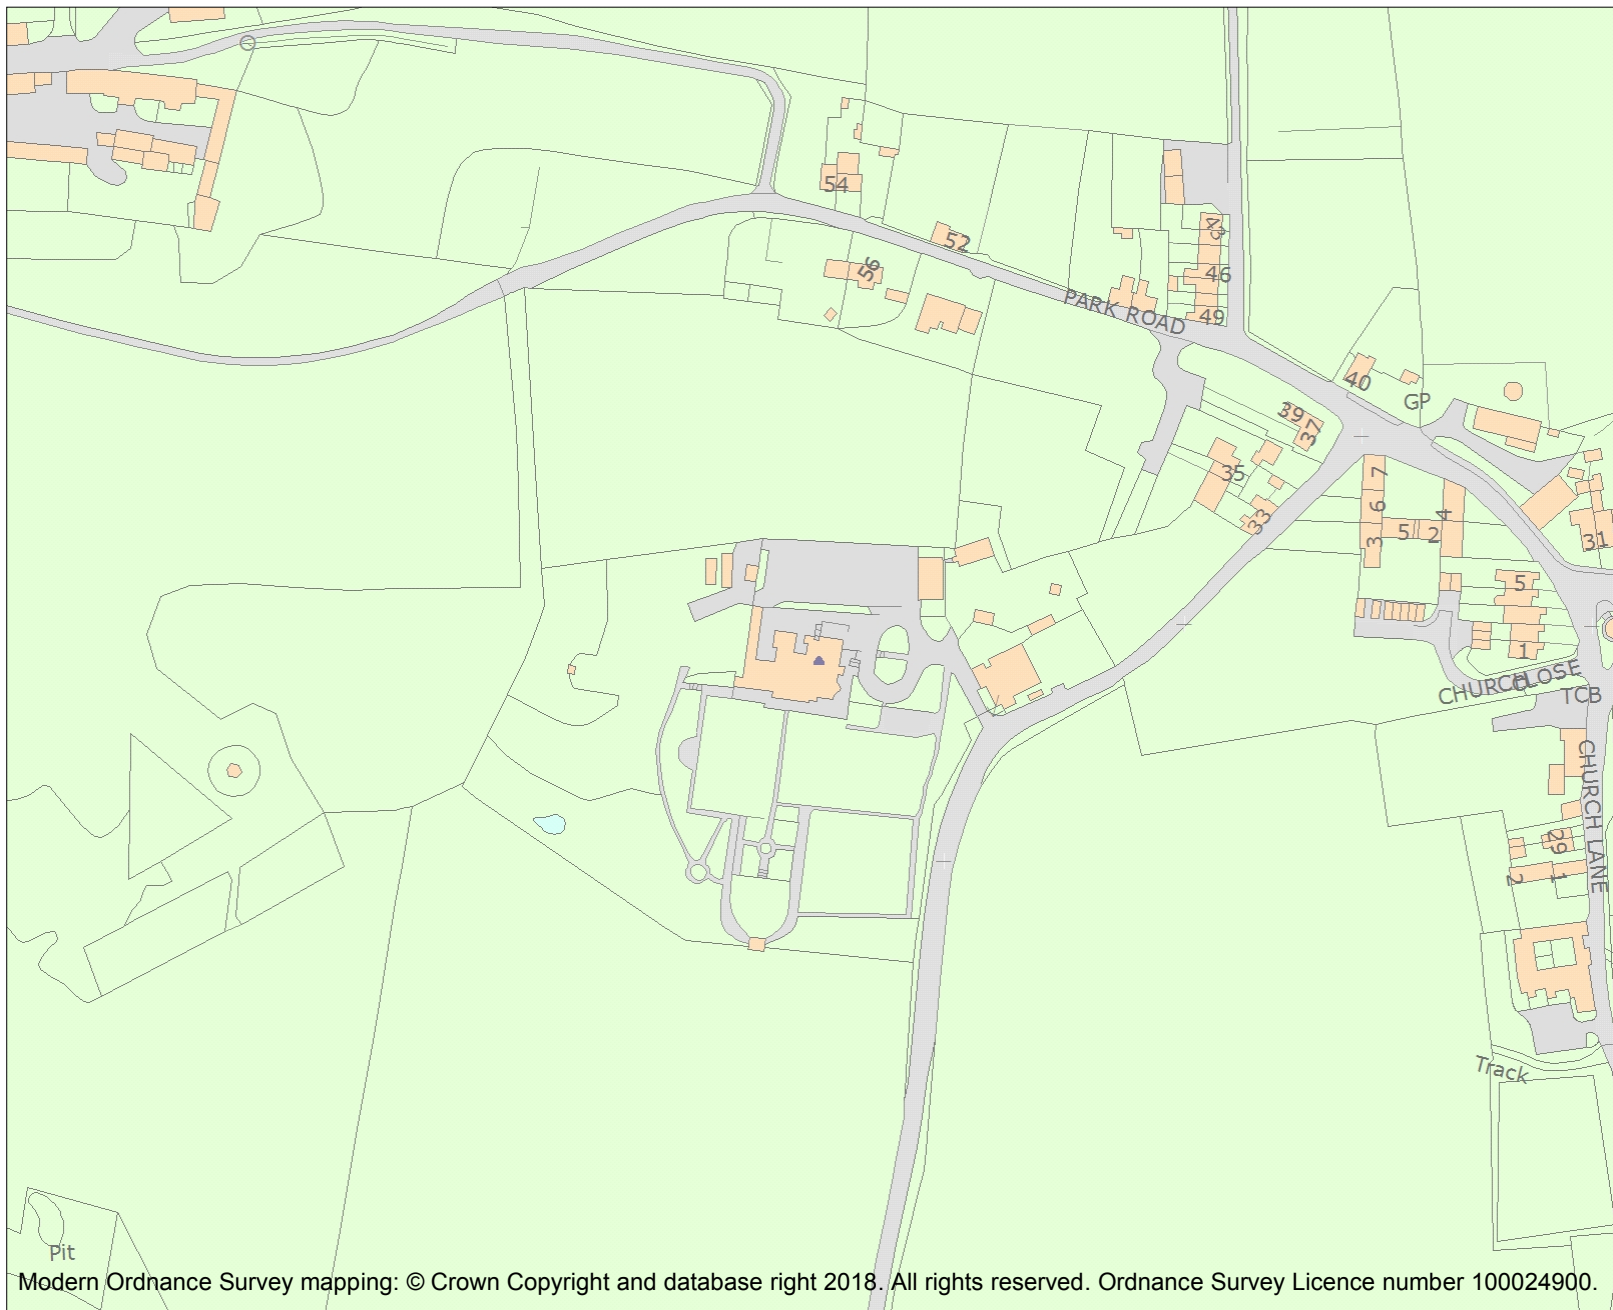 54
52
56
43
46
49
PARK ROAD
40
GP
39
37
35
33
7
6
3
5
2
4
31
5
1
CHURCH CLOSE
TCB
CHURCH LANE
29
2
1
Track
Pit
Modern Ordnance Survey mapping: © Crown Copyright and database right 2018. All rights reserved. Ordnance Survey Licence number 100024900.